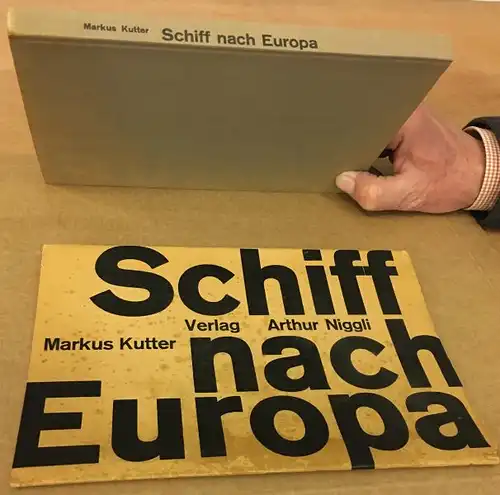 Markus Kutter Schiff nach Europa
Schiff
Verlag Arthur Niggli
Markus Kutter nach
Europa